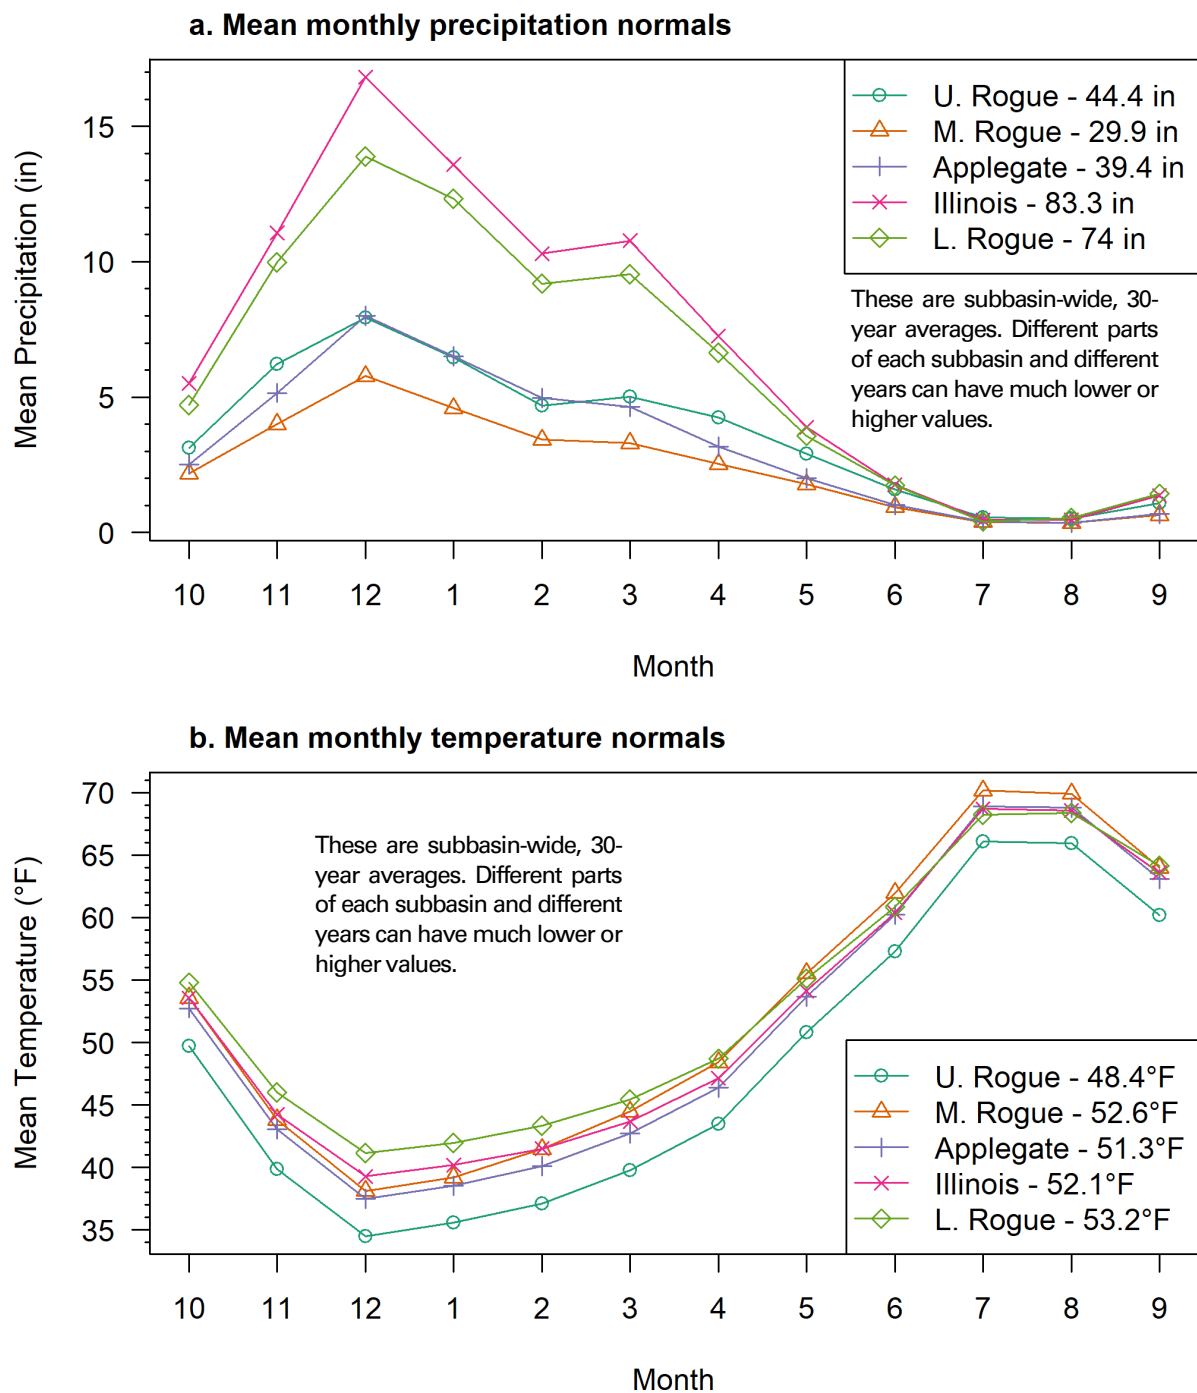 a. Mean monthly precipitation normals
Mean Precipitation (in)
15
10
5
0
U. Rogue - 44.4 in
M. Rogue - 29.9 in
Applegate - 39.4 in
Illinois - 83.3 in
L. Rogue - 74 in
These are subbasin-wide, 30-
year averages. Different parts
of each subbasin and different
years can have much lower or
higher values.
10 11 12 1 2 3 4 5 6 7 8 9
Month
b. Mean monthly temperature normals
Mean Temperature (°F)
70
65
60
55
50
45
40
35
These are subbasin-wide, 30-
year averages. Different parts
of each subbasin and different
years can have much lower or
higher values.
U. Rogue - 48.4°F
M. Rogue - 52.6°F
Applegate - 51.3°F
Illinois - 52.1°F
L. Rogue - 53.2°F
10 11 12 1 2 3 4 5 6 7 8 9
Month